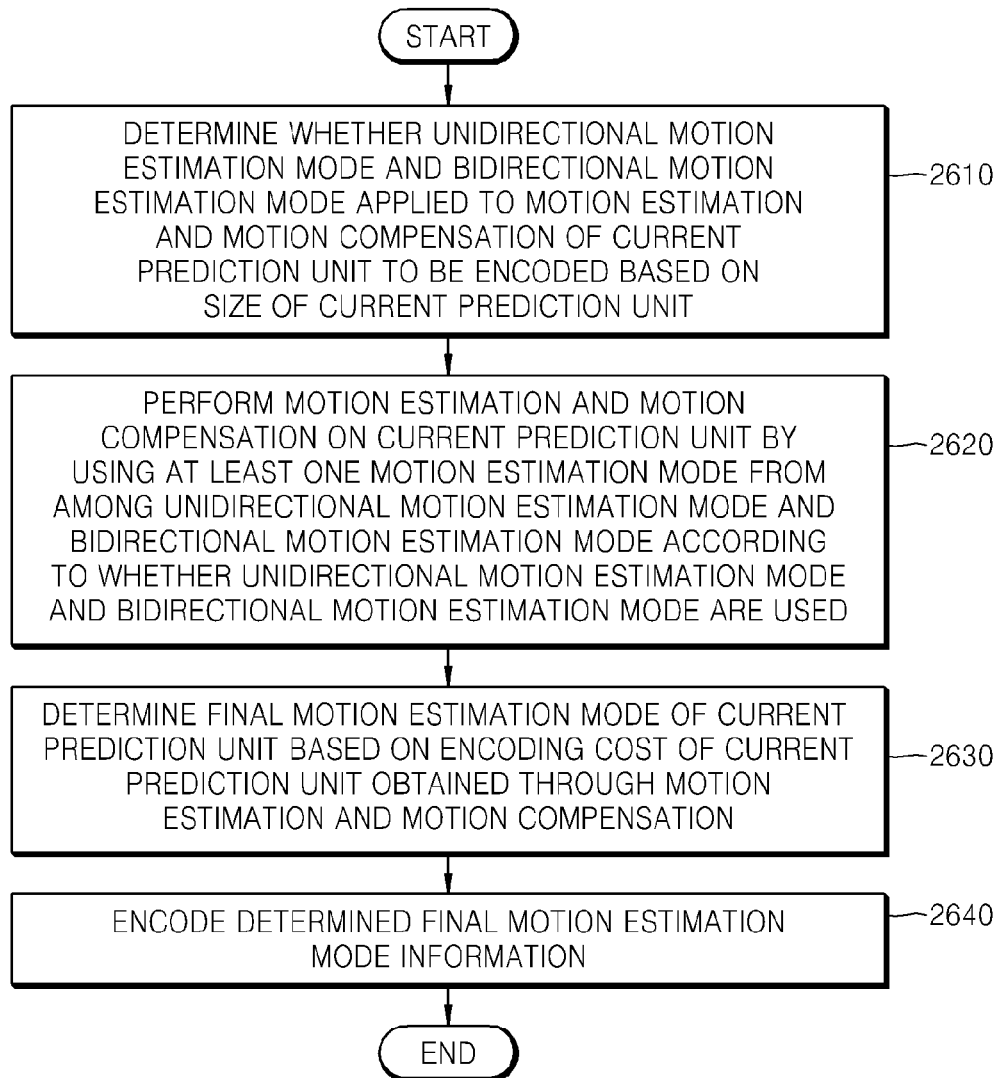 START
DETERMINE WHETHER UNIDIRECTIONAL MOTION
ESTIMATION MODE AND BIDIRECTIONAL MOTION
ESTIMATION MODE APPLIED TO MOTION ESTIMATION
AND MOTION COMPENSATION OF CURRENT
PREDICTION UNIT TO BE ENCODED BASED ON
SIZE OF CURRENT PREDICTION UNIT
2610
PERFORM MOTION ESTIMATION AND MOTION
COMPENSATION ON CURRENT PREDICTION UNIT BY
USING AT LEAST ONE MOTION ESTIMATION MODE FROM
AMONG UNIDIRECTIONAL MOTION ESTIMATION MODE AND
BIDIRECTIONAL MOTION ESTIMATION MODE ACCORDING
TO WHETHER UNIDIRECTIONAL MOTION ESTIMATION MODE
AND BIDIRECTIONAL MOTION ESTIMATION MODE ARE USED
2620
DETERMINE FINAL MOTION ESTIMATION MODE OF CURRENT
PREDICTION UNIT BASED ON ENCODING COST OF CURRENT
PREDICTION UNIT OBTAINED THROUGH MOTION
ESTIMATION AND MOTION COMPENSATION
2630
ENCODE DETERMINED FINAL MOTION ESTIMATION
MODE INFORMATION
2640
END